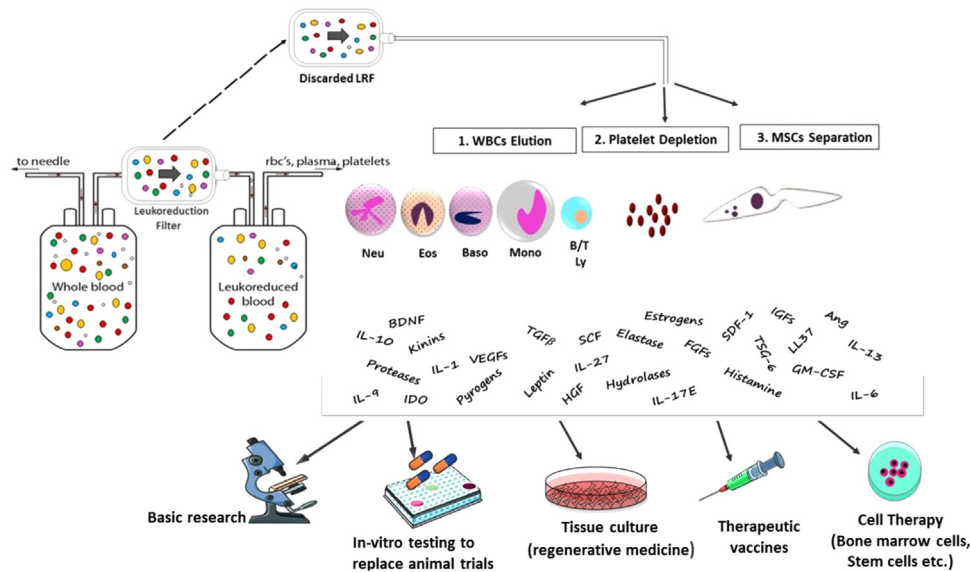 Discarded LRF
1. WBCs Elution
2. Platelet Depletion
3. MSCs Separation
to needle
rbc's, plasma, platelets
Leukoreduction
Filter
Whole blood
Leukoreduced
blood
Neu
Eos
Baso
Mono
B/T
Ly
BDNF
IL-10
Kinins
Proteases
IL-1
VEGFs
IL-9
IDO
Pyrogens
TGFβ
SCF
Elastase
Estrogens
FGFs
SDF-1
IGFs
Ang
TSG-6
LL37
IL-13
Leptin
IL-27
HGF
Hydrolases
IL-17E
Histamine
GM-CSF
IL-6
Basic research
In-vitro testing to
replace animal trials
Tissue culture
(regenerative medicine)
Therapeutic
vaccines
Cell Therapy
(Bone marrow cells,
Stem cells etc.)